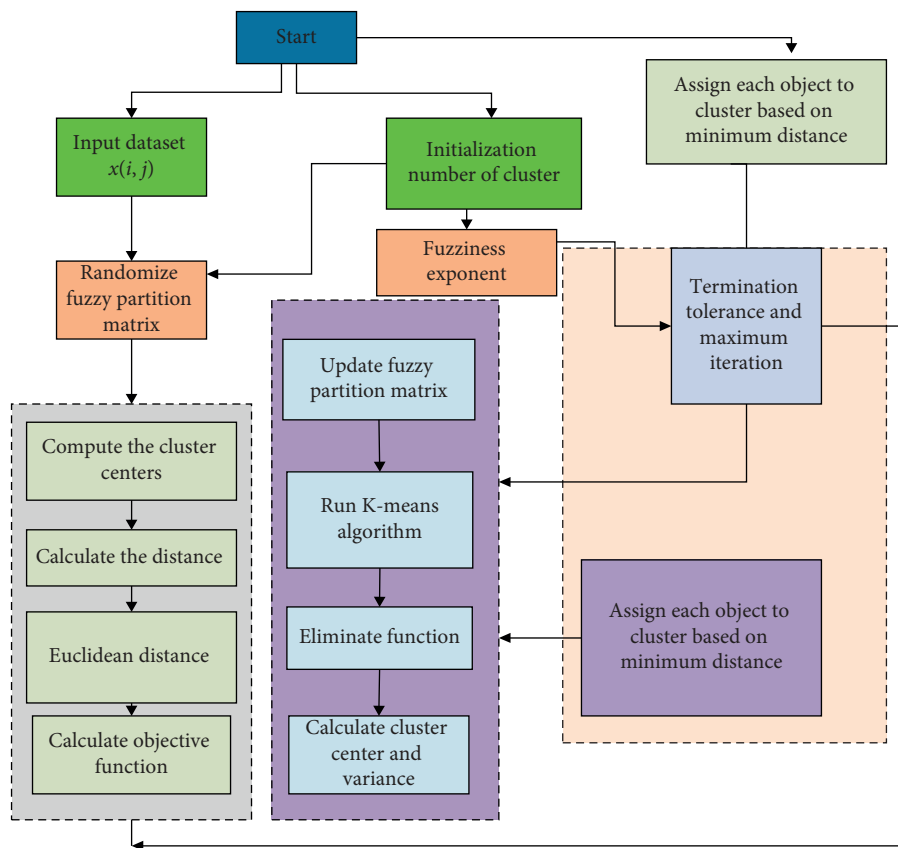 Start
Assign each object to
cluster based on
minimum distance
Input dataset
x(i, j)
Initialization
number of cluster
Fuzziness
exponent
Randomize
fuzzy partition
matrix
Termination
tolerance and
maximum
iteration
Update fuzzy
partition matrix
Compute the cluster
centers
Run K-means
algorithm
Calculate the distance
Eliminate function
Assign each object to
cluster based on
minimum distance
Euclidean distance
Calculate cluster
center and
variance
Calculate objective
function